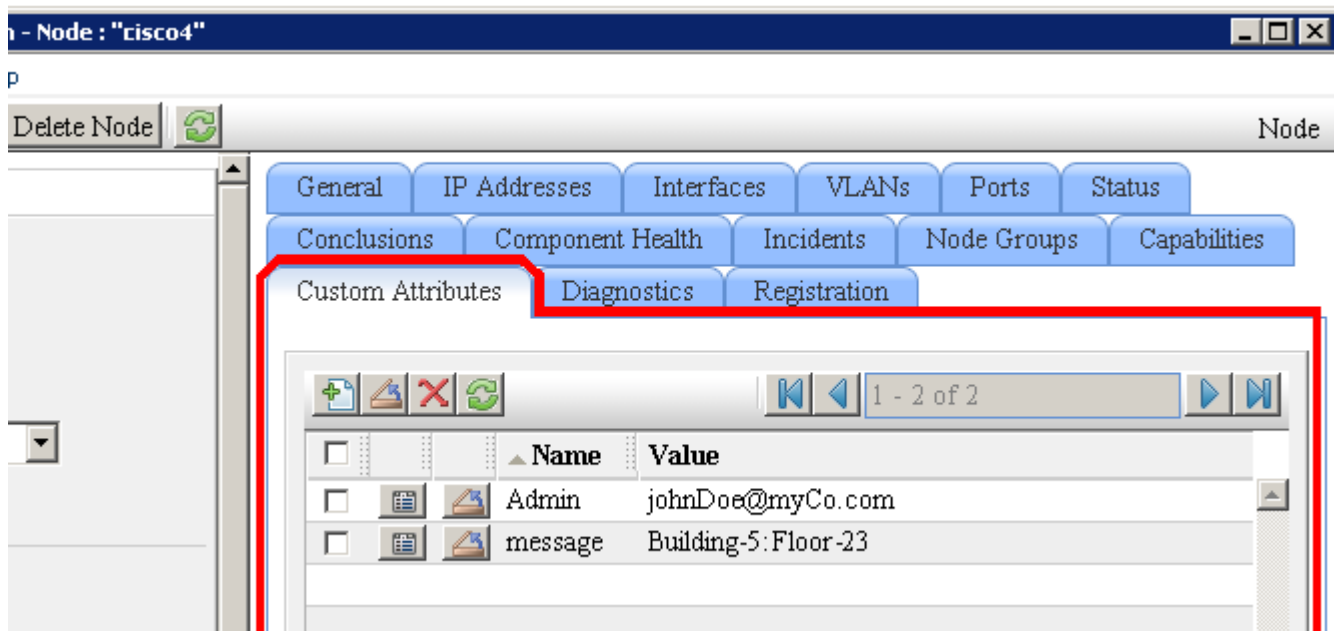 - Node : "cisco4"
p
Delete Node Node
General IP Addresses Interfaces VLANs Ports Status
Conclusions Component Health Incidents Node Groups Capabilities
Custom Attributes Diagnostics Registration
1 - 2 of 2
Name Value
Admin johnDoe@myCo.com
message Building-5:Floor-23